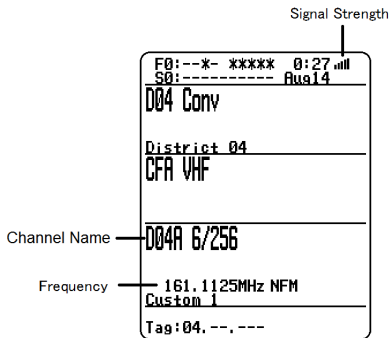 Signal Strength
F0:--*- ***** 0:27
S0:---------- Aug14
D04 Conv
District 04
CFA VHF
Channel Name
D04A 6/256
Frequency
161.1125MHz NFM
Custom 1
Tag:04.--.---